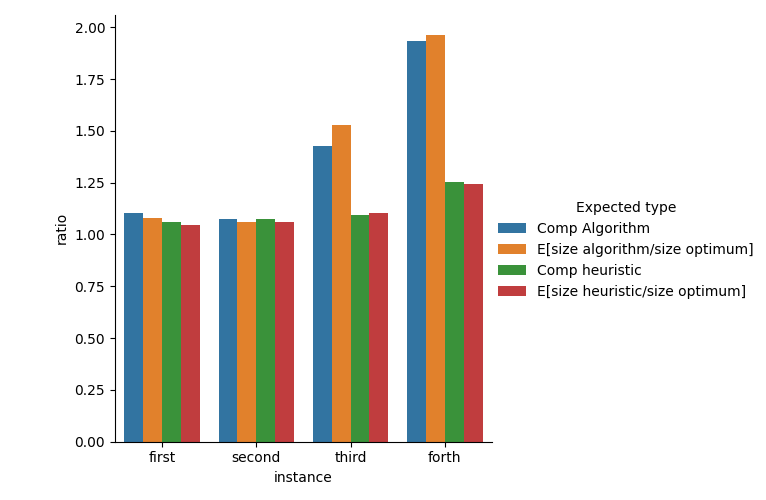 2.00
1.75
1.50
1.25
1.00
0.75
0.50
0.25
0.00
ratio
first second third forth
instance
Expected type
Comp Algorithm
E[size algorithm/size optimum]
Comp heuristic
E[size heuristic/size optimum]